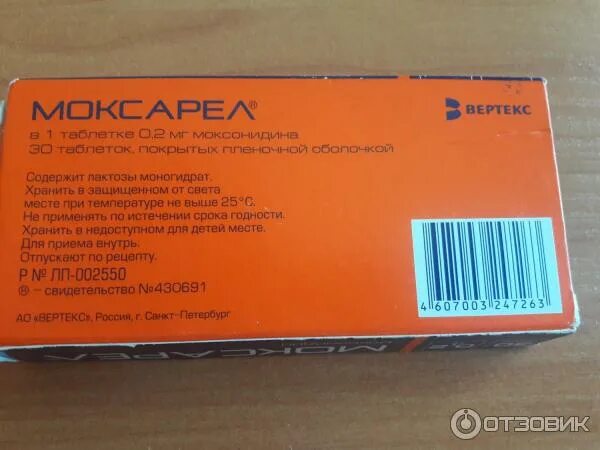 МОКСАРЕЛ®
ВЕРТЕКС
в 1 таблетке 0,2 мг моксонидина
30 таблеток, покрытых пленочной оболочкой
Содержит лактозы моногидрат.
Хранить в защищенном от света
месте при температуре не выше 25°С.
Не применять по истечении срока годности.
Хранить в недоступном для детей месте.
Для приема внутрь.
Отпускают по рецепту.
Р № ЛП-002550
® – свидетельство №430691
АО «ВЕРТЕКС», Россия, г. Санкт-Петербург
4 607003 247263
МОКСАРЕЛ
ОТЗОВИК